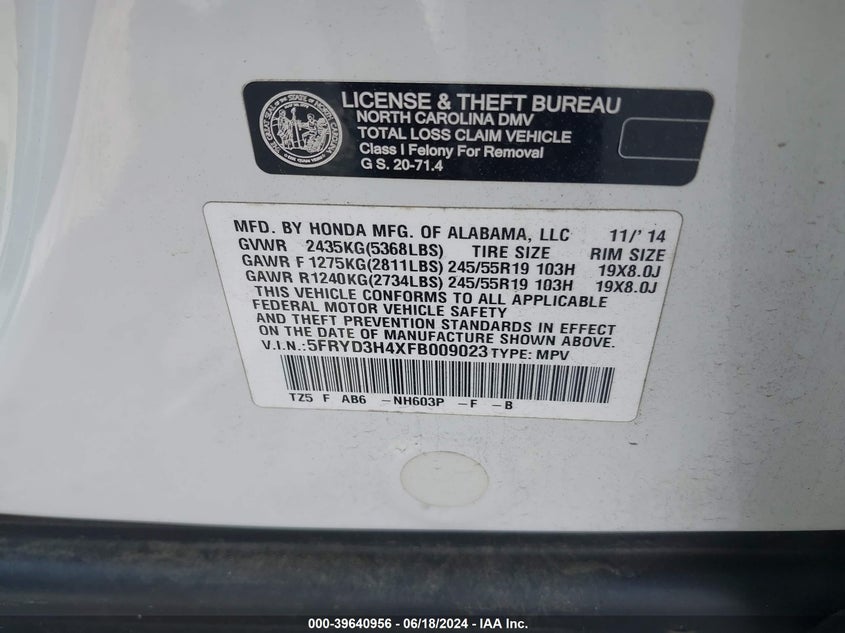 LICENSE & THEFT BUREAU
NORTH CAROLINA DMV
TOTAL LOSS CLAIM VEHICLE
Class I Felony For Removal
G S. 20-71.4
MFD. BY HONDA MFG. OF ALABAMA, LLC 11/' 14
GVWR 2435KG(5368LBS) TIRE SIZE RIM SIZE
GAWR F 1275KG(2811LBS) 245/55R19 103H 19X8.0J
GAWR R1240KG(2734LBS) 245/55R19 103H 19X8.0J
THIS VEHICLE CONFORMS TO ALL APPLICABLE
FEDERAL MOTOR VEHICLE SAFETY
AND THEFT PREVENTION STANDARDS IN EFFECT
ON THE DATE OF MANUFACTURE SHOWN ABOVE.
V.I.N.:5FRYD3H4XFB009023 TYPE: MPV
TZ5 F AB6 -NH603P -F -B
000-39640956 - 06/18/2024 - IAA Inc.